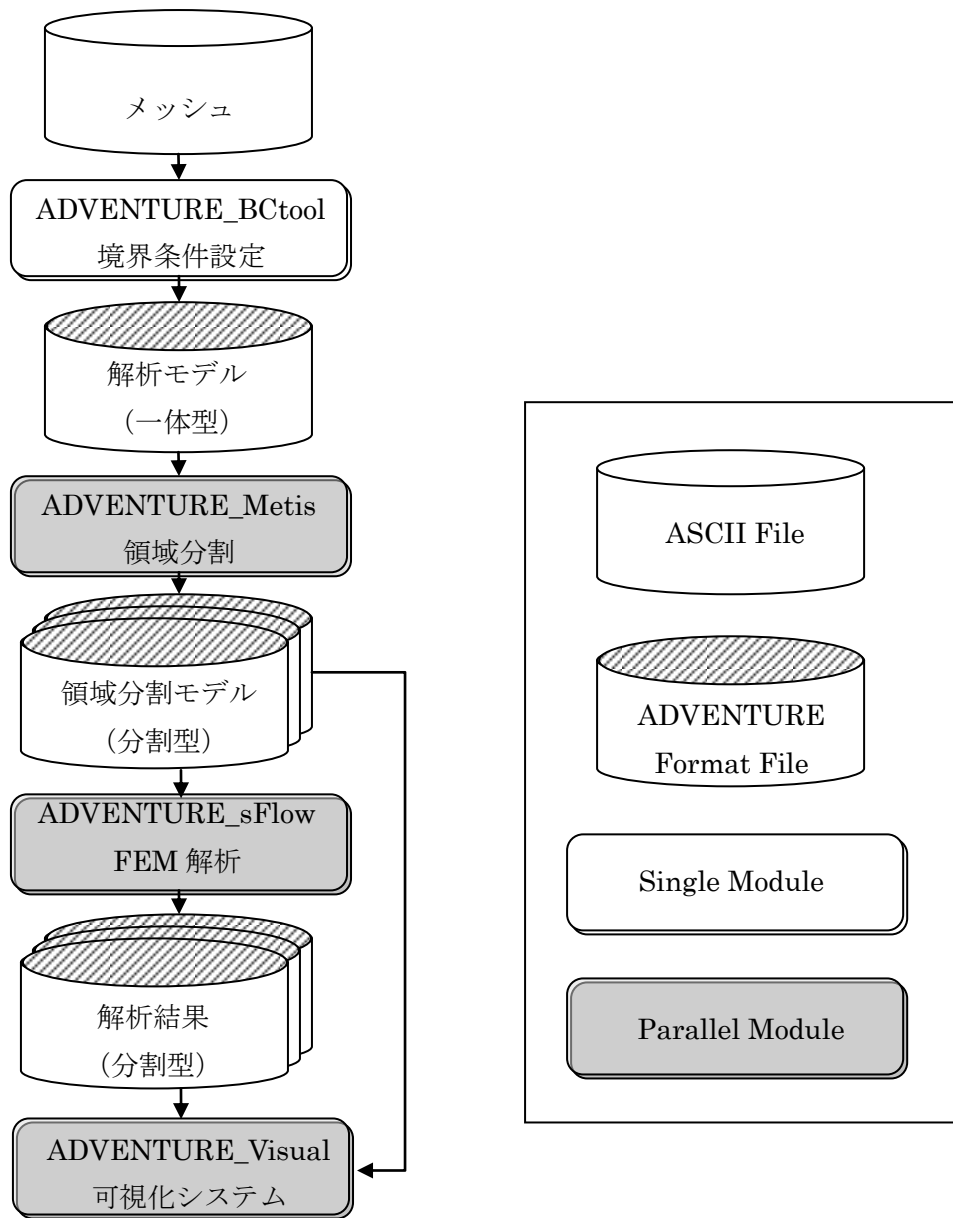 メッシュ
ADVENTURE_BCtool
境界条件設定
解析モデル
(一体型)
ADVENTURE_Metis
領域分割
領域分割モデル
(分割型)
ADVENTURE_sFlow
FEM 解析
解析結果
(分割型)
ADVENTURE_Visual
可視化システム
ASCII File
ADVENTURE
Format File
Single Module
Parallel Module